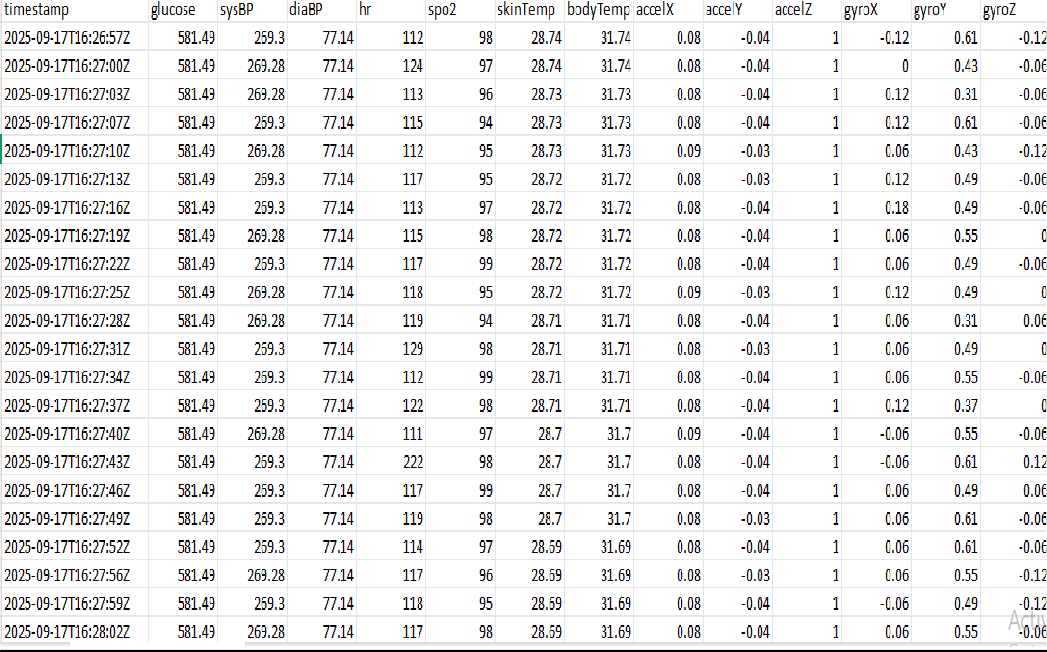 timestamp glucose sysBP diaBP hr spo2 skinTemp bodyTemp accelX accelY accelZ gyroX gyroY gyroZ
2025-09-17T16:26:57Z 581.49 269.3 77.14 112 98 28.74 31.74 0.08 -0.04 1 -0.12 0.61 -0.12
2025-09-17T16:27:00Z 581.49 269.28 77.14 124 97 28.74 31.74 0.08 -0.04 1 0 0.43 -0.06
2025-09-17T16:27:03Z 581.49 269.28 77.14 113 96 28.73 31.73 0.08 -0.04 1 0.12 0.31 -0.06
2025-09-17T16:27:07Z 581.49 269.3 77.14 115 94 28.73 31.73 0.08 -0.04 1 0.12 0.61 -0.06
2025-09-17T16:27:10Z 581.49 269.28 77.14 112 95 28.73 31.73 0.09 -0.03 1 0.06 0.43 -0.12
2025-09-17T16:27:13Z 581.49 269.3 77.14 117 95 28.72 31.72 0.08 -0.03 1 0.12 0.49 -0.06
2025-09-17T16:27:16Z 581.49 269.3 77.14 113 97 28.72 31.72 0.08 -0.04 1 0.18 0.49 -0.06
2025-09-17T16:27:19Z 581.49 269.28 77.14 115 98 28.72 31.72 0.08 -0.04 1 0.06 0.55 0
2025-09-17T16:27:22Z 581.49 269.3 77.14 117 99 28.72 31.72 0.08 -0.04 1 0.06 0.49 -0.06
2025-09-17T16:27:25Z 581.49 269.28 77.14 118 95 28.72 31.72 0.09 -0.03 1 0.12 0.49 0
2025-09-17T16:27:28Z 581.49 269.28 77.14 119 94 28.71 31.71 0.08 -0.04 1 0.06 0.31 0.06
2025-09-17T16:27:31Z 581.49 269.3 77.14 129 98 28.71 31.71 0.08 -0.03 1 0.06 0.49 0
2025-09-17T16:27:34Z 581.49 269.3 77.14 112 99 28.71 31.71 0.08 -0.04 1 0.06 0.55 -0.06
2025-09-17T16:27:37Z 581.49 269.3 77.14 122 98 28.71 31.71 0.08 -0.04 1 0.12 0.37 0
2025-09-17T16:27:40Z 581.49 269.28 77.14 111 97 28.7 31.7 0.09 -0.04 1 -0.06 0.55 -0.06
2025-09-17T16:27:43Z 581.49 269.3 77.14 222 98 28.7 31.7 0.08 -0.04 1 -0.06 0.61 0.12
2025-09-17T16:27:46Z 581.49 269.3 77.14 117 99 28.7 31.7 0.08 -0.04 1 0.06 0.49 0.06
2025-09-17T16:27:49Z 581.49 269.3 77.14 119 98 28.7 31.7 0.08 -0.03 1 0.06 0.61 -0.06
2025-09-17T16:27:52Z 581.49 269.3 77.14 114 97 28.69 31.69 0.08 -0.04 1 0.06 0.61 -0.06
2025-09-17T16:27:56Z 581.49 269.28 77.14 117 96 28.69 31.69 0.08 -0.03 1 0.06 0.55 -0.12
2025-09-17T16:27:59Z 581.49 269.3 77.14 118 95 28.69 31.69 0.08 -0.04 1 -0.06 0.49 -0.12
2025-09-17T16:28:02Z 581.49 269.28 77.14 117 98 28.69 31.69 0.08 -0.04 1 0.06 0.55 -0.06